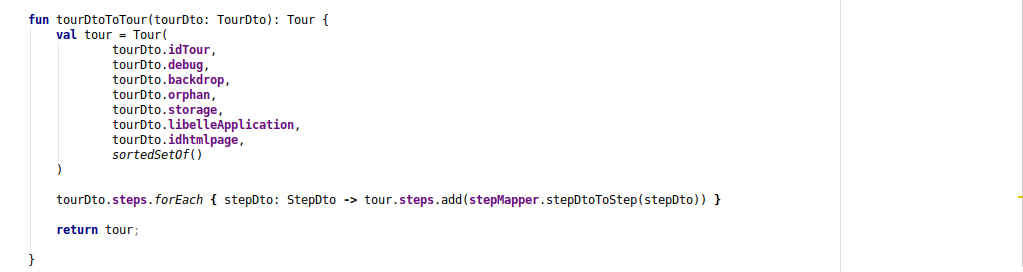 fun tourDtoToTour(tourDto: TourDto): Tour {
    val tour = Tour(
            tourDto.idTour,
            tourDto.debug,
            tourDto.backdrop,
            tourDto.orphan,
            tourDto.storage,
            tourDto.libelleApplication,
            tourDto.idhtmlpage,
            sortedSetOf()
    )
    tourDto.steps.forEach { stepDto: StepDto -> tour.steps.add(stepMapper.stepDtoToStep(stepDto)) }
    return tour;
}